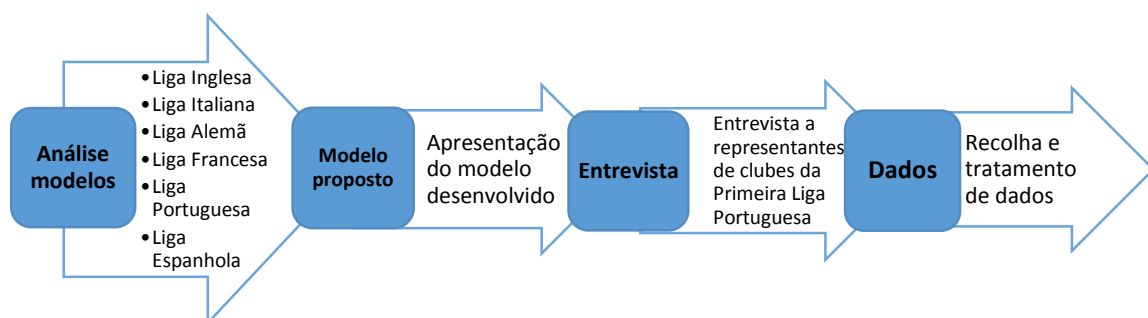 Análise
modelos
•Liga Inglesa
•Liga Italiana
•Liga Alemã
•Liga Francesa
•Liga
Portuguesa
•Liga
Espanhola
Modelo
proposto
Apresentação
do modelo
desenvolvido
Entrevista
Entrevista a
representantes
de clubes da
Primeira Liga
Portuguesa
Dados
Recolha e
tratamento
de dados